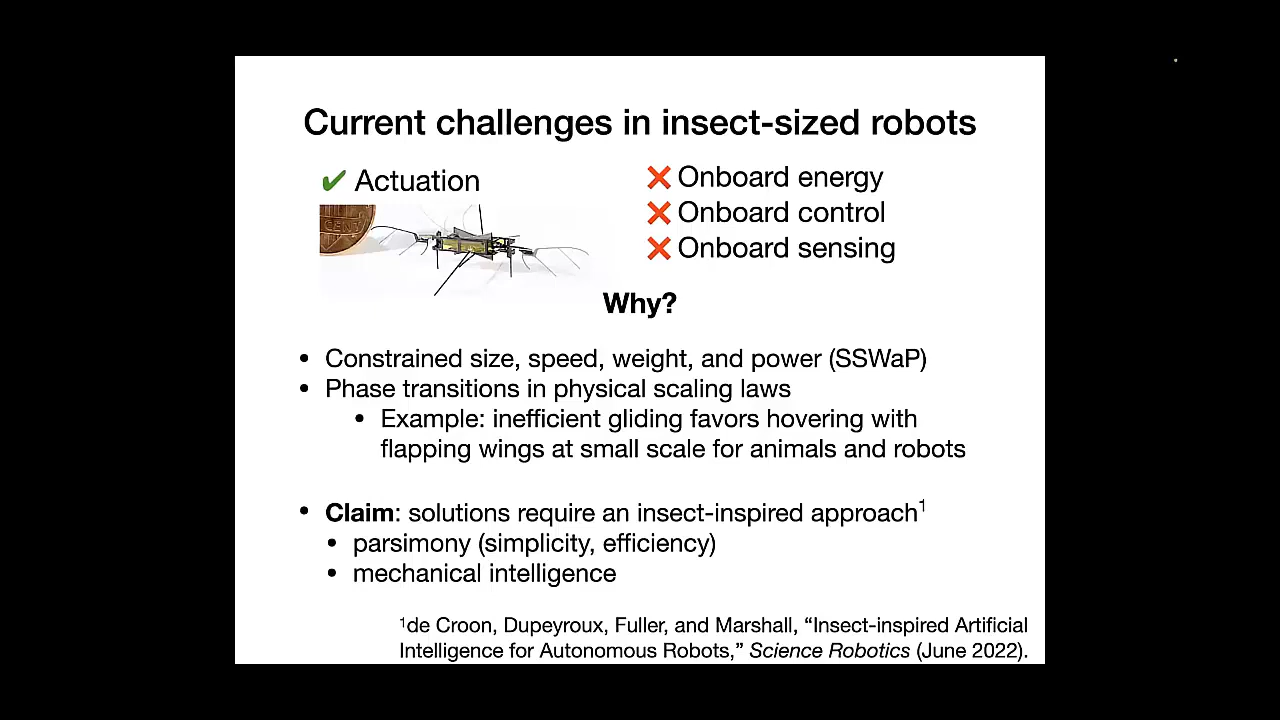 Current challenges in insect-sized robots
✔ Actuation
❌ Onboard energy
❌ Onboard control
❌ Onboard sensing
CENT
Why?
• Constrained size, speed, weight, and power (SSWaP)
• Phase transitions in physical scaling laws
• Example: inefficient gliding favors hovering with
flapping wings at small scale for animals and robots
• Claim: solutions require an insect-inspired approach¹
• parsimony (simplicity, efficiency)
• mechanical intelligence
¹de Croon, Dupeyroux, Fuller, and Marshall, “Insect-inspired Artificial
Intelligence for Autonomous Robots,” Science Robotics (June 2022).